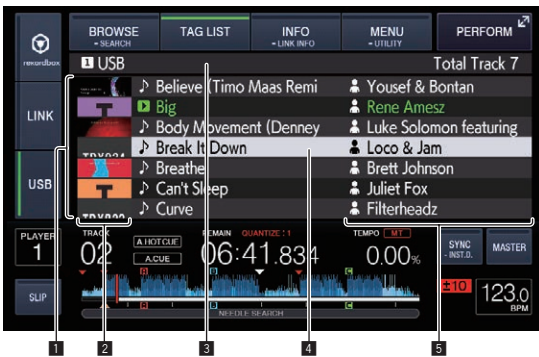 BROWSE
- SEARCH
TAG LIST
INFO
- LINK INFO
MENU
- UTILITY
PERFORM
rekordbox
1 USB
Total Track 7
LINK
USB
Believe (Timo Maas Remi
Yousef & Bontan
Big
Rene Amesz
Body Movement (Denney
Luke Solomon featuring
Break It Down
Loco & Jam
Breathe
Brett Johnson
Can't Sleep
Juliet Fox
Curve
Filterheadz
PLAYER
1
TRACK
02
A.HOT CUE
A.CUE
REMAIN
QUANTIZE : 1
06:41.834
TEMPO
MT
0.00%
SYNC
- INST.D.
MASTER
SLIP
±10
123.0
BPM
NEEDLE SEARCH
1 2 3 4 5